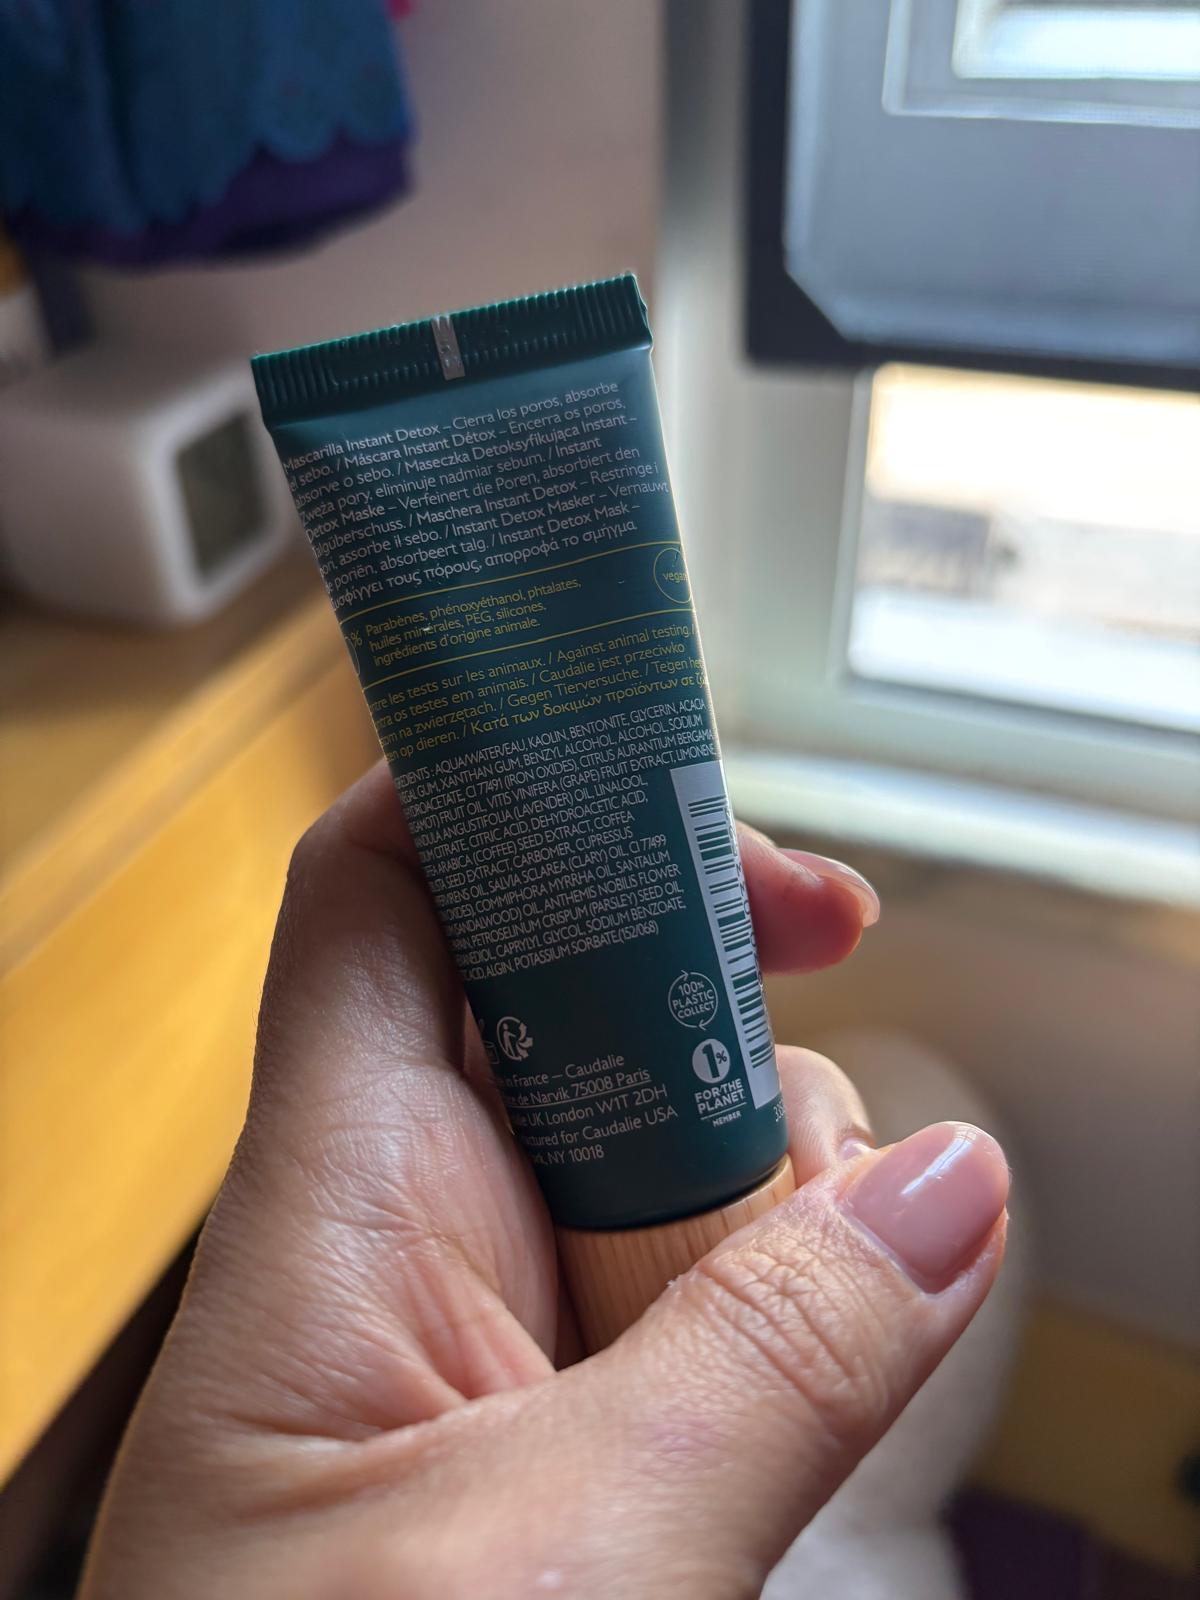 Mascarilla Instant Detox – Cierra los poros, absorbe
el sebo. / Máscara Instant Détox – Encerra os poros,
absorve o sebo. / Maseczka Detoksyfikująca Instant –
Zwęża pory, eliminuje nadmiar sebum. / Instant
Detox Maske – Verfeinert die Poren, absorbiert den
Talgüberschuss. / Maschera Instant Detox – Restringe i
pori, assorbe il sebo. / Instant Detox Masker – Vernauwt
de poriën, absorbeert talg. / Instant Detox Mask –
τους πόρους, απορροφά το σμήγμα.
% Parabènes, phénoxyéthanol, phtalates,
huiles minérales, PEG, silicones,
ingrédients d'origine animale.
vegan
les tests sur les animaux. / Against animal testing. /
os testes em animais. / Caudalie jest przeciwko
na zwierzętach. / Gegen Tierversuche. / Tegen
op dieren. / Κατά των δοκιμών προϊόντων σε
AQUA/WATER/EAU, KAOLIN, BENTONITE, GLYCERIN, ACACIA
GUM, XANTHAN GUM, BENZYL ALCOHOL, ALCOHOL, SODIUM
CI 77491 (IRON OXIDES), CITRUS AURANTIUM BERGAMIA
FRUIT OIL, VITIS VINIFERA (GRAPE) FRUIT EXTRACT, LIMONENE,
ANGUSTIFOLIA (LAVENDER) OIL, LINALOOL,
CITRATE, CITRIC ACID, DEHYDROACETIC ACID,
ARABICA (COFFEE) SEED EXTRACT, COFFEA
SEED EXTRACT, CARBOMER, CUPRESSUS
OIL, SALVIA SCLAREA (CLARY) OIL, CI 77499
COMMIPHORA MYRRHA OIL, SANTALUM
(SANDALWOOD) OIL, ANTHEMIS NOBILIS FLOWER
PETROSELINUM CRISPUM (PARSLEY) SEED OIL,
CAPRYLYL GLYCOL, SODIUM BENZOATE,
ACID, ALGIN, POTASSIUM SORBATE.(152/068)
100%
PLASTIC
COLLECT
1%
FOR THE
PLANET
MEMBER
in France – Caudalie
de Narvik 75008 Paris
UK London W1T 2DH
for Caudalie USA
NY 10018